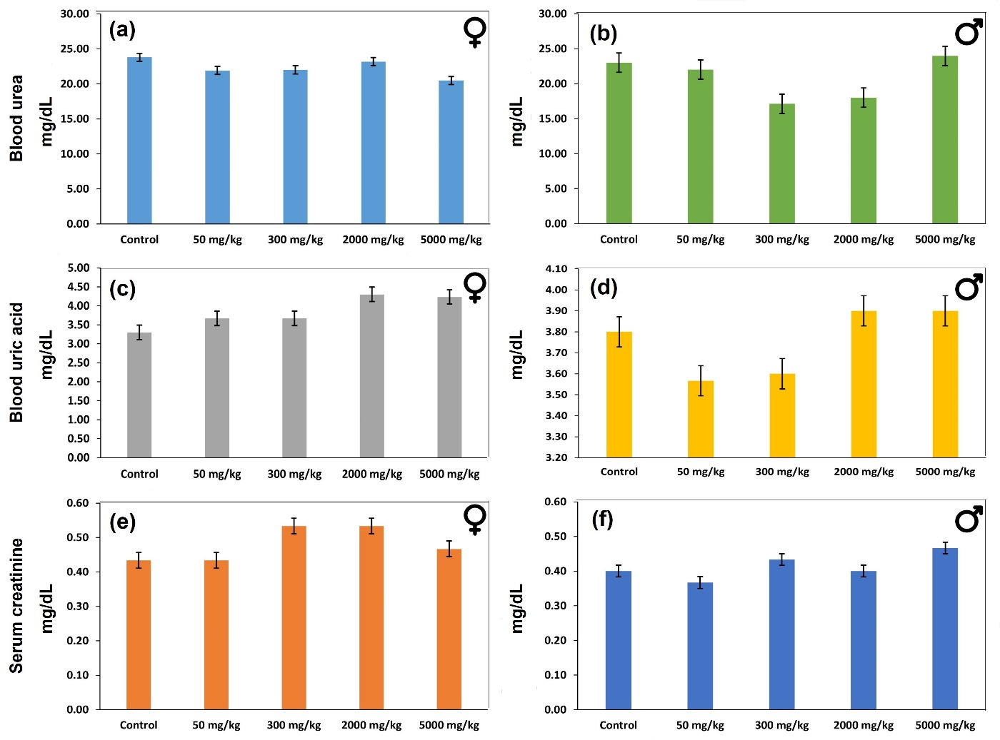 Blood urea
mg/dL
30.00
25.00
20.00
15.00
10.00
5.00
0.00
(a)
♀
Control 50 mg/kg 300 mg/kg 2000 mg/kg 5000 mg/kg
mg/dL
30.00
25.00
20.00
15.00
10.00
5.00
0.00
(b)
♂
Control 50 mg/kg 300 mg/kg 2000 mg/kg 5000 mg/kg
Blood uric acid
mg/dL
5.00
4.50
4.00
3.50
3.00
2.50
2.00
1.50
1.00
0.50
0.00
(c)
♀
Control 50 mg/kg 300 mg/kg 2000 mg/kg 5000 mg/kg
mg/dL
4.10
4.00
3.90
3.80
3.70
3.60
3.50
3.40
3.30
3.20
(d)
♂
Control 50 mg/kg 300 mg/kg 2000 mg/kg 5000 mg/kg
Serum creatinine
mg/dL
0.60
0.50
0.40
0.30
0.20
0.10
0.00
(e)
♀
Control 50 mg/kg 300 mg/kg 2000 mg/kg 5000 mg/kg
mg/dL
0.60
0.50
0.40
0.30
0.20
0.10
0.00
(f)
♂
Control 50 mg/kg 300 mg/kg 2000 mg/kg 5000 mg/kg